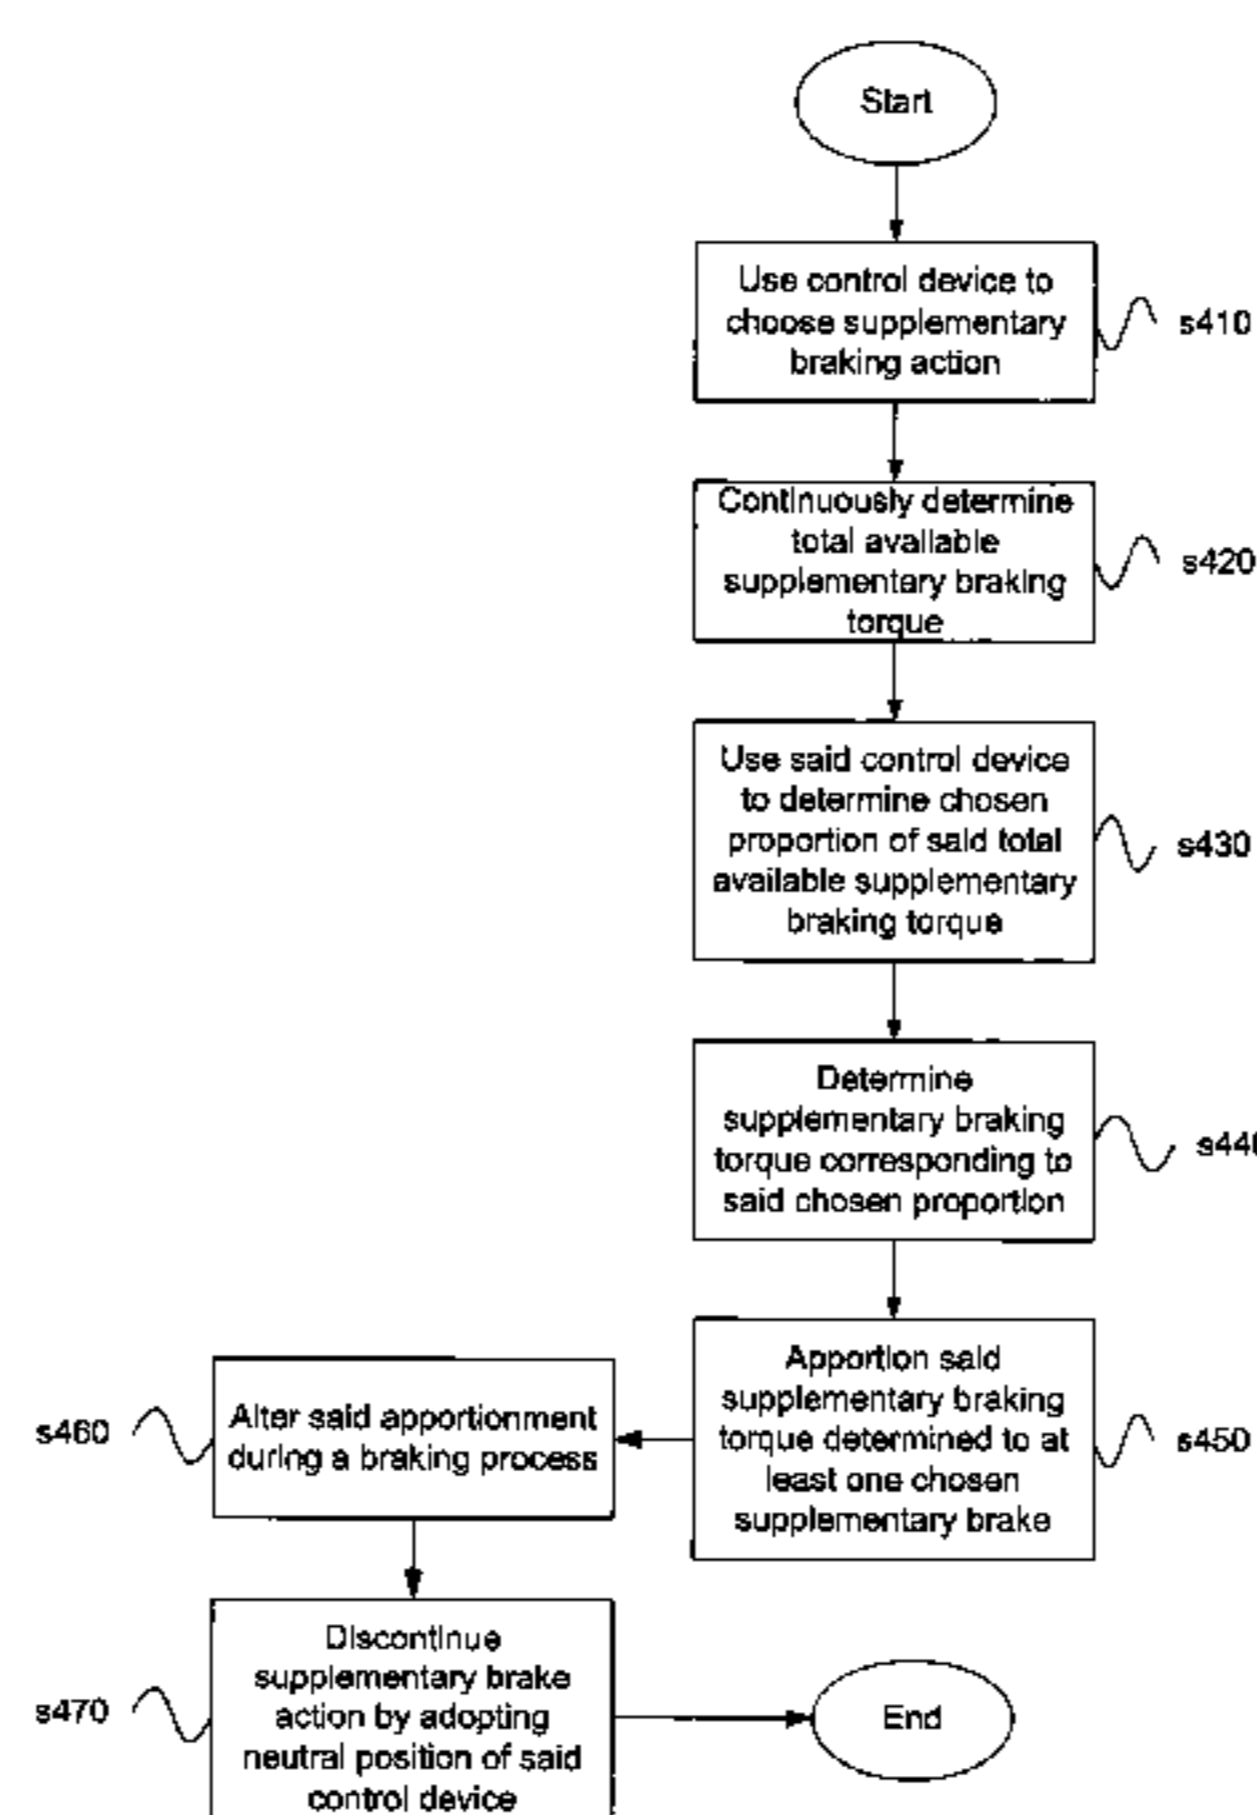 Start
Use control device to
choose supplementary
braking action
s410
Continuously determine
total available
supplementary braking
torque
s420
Use said control device
to determine chosen
proportion of said total
available supplementary
braking torque
s430
Determine
supplementary braking
torque corresponding to
said chosen proportion
s440
Apportion said
supplementary braking
torque determined to at
least one chosen
supplementary brake
s450
Alter said apportionment
during a braking process
s460
Discontinue
supplementary brake
action by adopting
neutral position of said
control device
s470
End